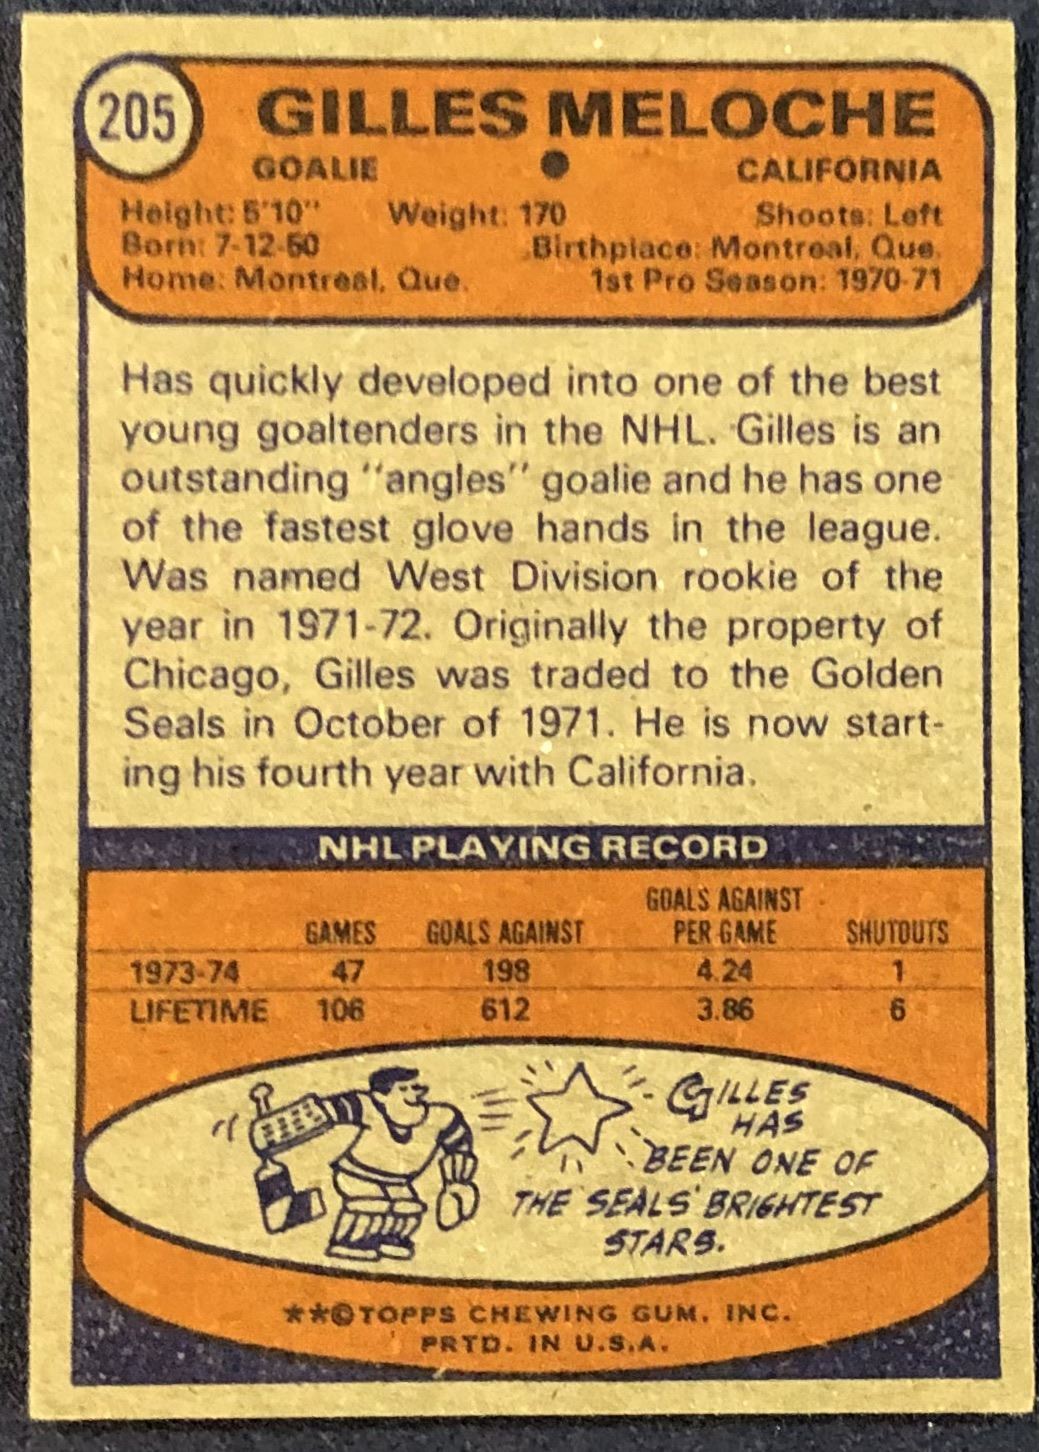 205
GILLES MELOCHE
GOALIE ● CALIFORNIA
Height: 5'10" Weight: 170 Shoots: Left
Born: 7-12-50 Birthplace: Montreal, Que.
Home: Montreal, Que. 1st Pro Season: 1970-71
Has quickly developed into one of the best
young goaltenders in the NHL. Gilles is an
outstanding "angles" goalie and he has one
of the fastest glove hands in the league.
Was named West Division rookie of the
year in 1971-72. Originally the property of
Chicago, Gilles was traded to the Golden
Seals in October of 1971. He is now start-
ing his fourth year with California.
NHL PLAYING RECORD
GAMES GOALS AGAINST GOALS AGAINST PER GAME SHUTOUTS
1973-74 47 198 4.24 1
LIFETIME 106 612 3.86 6
GILLES
HAS
BEEN ONE OF
THE SEALS' BRIGHTEST
STARS.
**©TOPPS CHEWING GUM, INC.
PRTD. IN U.S.A.